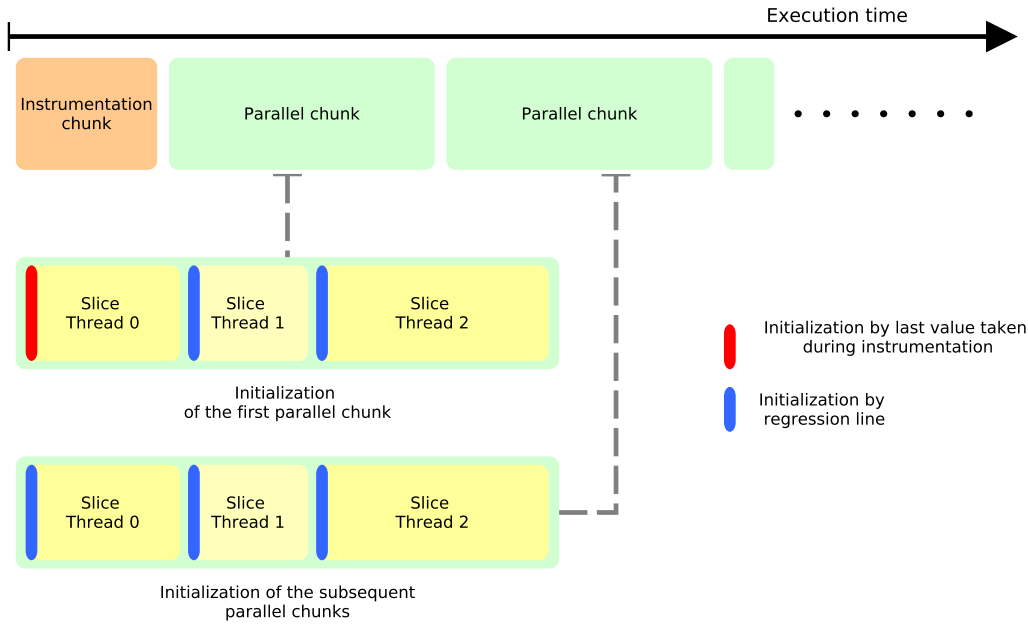 Execution time
Instrumentation
chunk
Parallel chunk
Parallel chunk
Slice
Thread 0
Slice
Thread 1
Slice
Thread 2
Initialization
of the first parallel chunk
Initialization by last value taken
during instrumentation
Initialization by
regression line
Slice
Thread 0
Slice
Thread 1
Slice
Thread 2
Initialization of the subsequent
parallel chunks